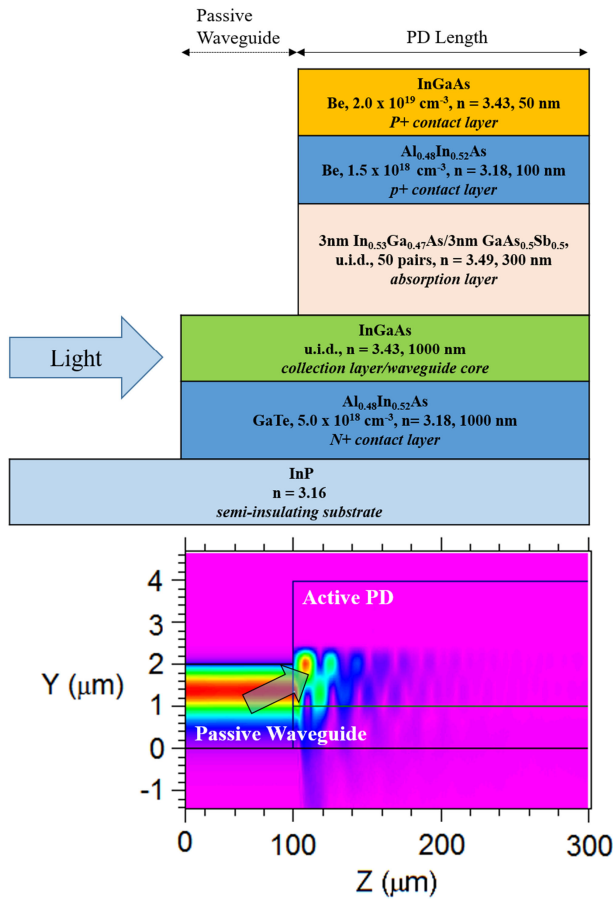 Passive
Waveguide
PD Length
InGaAs
Be, 2.0 x 10¹⁹ cm⁻³, n = 3.43, 50 nm
P+ contact layer
Al₀.₄₈In₀.₅₂As
Be, 1.5 x 10¹⁸ cm⁻³, n = 3.18, 100 nm
p+ contact layer
3nm In₀.₅₃Ga₀.₄₇As/3nm GaAs₀.₅Sb₀.₅,
u.i.d., 50 pairs, n = 3.49, 300 nm
absorption layer
Light
InGaAs
u.i.d., n = 3.43, 1000 nm
collection layer/waveguide core
Al₀.₄₈In₀.₅₂As
GaTe, 5.0 x 10¹⁸ cm⁻³, n= 3.18, 1000 nm
N+ contact layer
InP
n = 3.16
semi-insulating substrate
Y (μm)
4
3
2
1
0
-1
Active PD
Passive Waveguide
0
100
200
300
Z (μm)